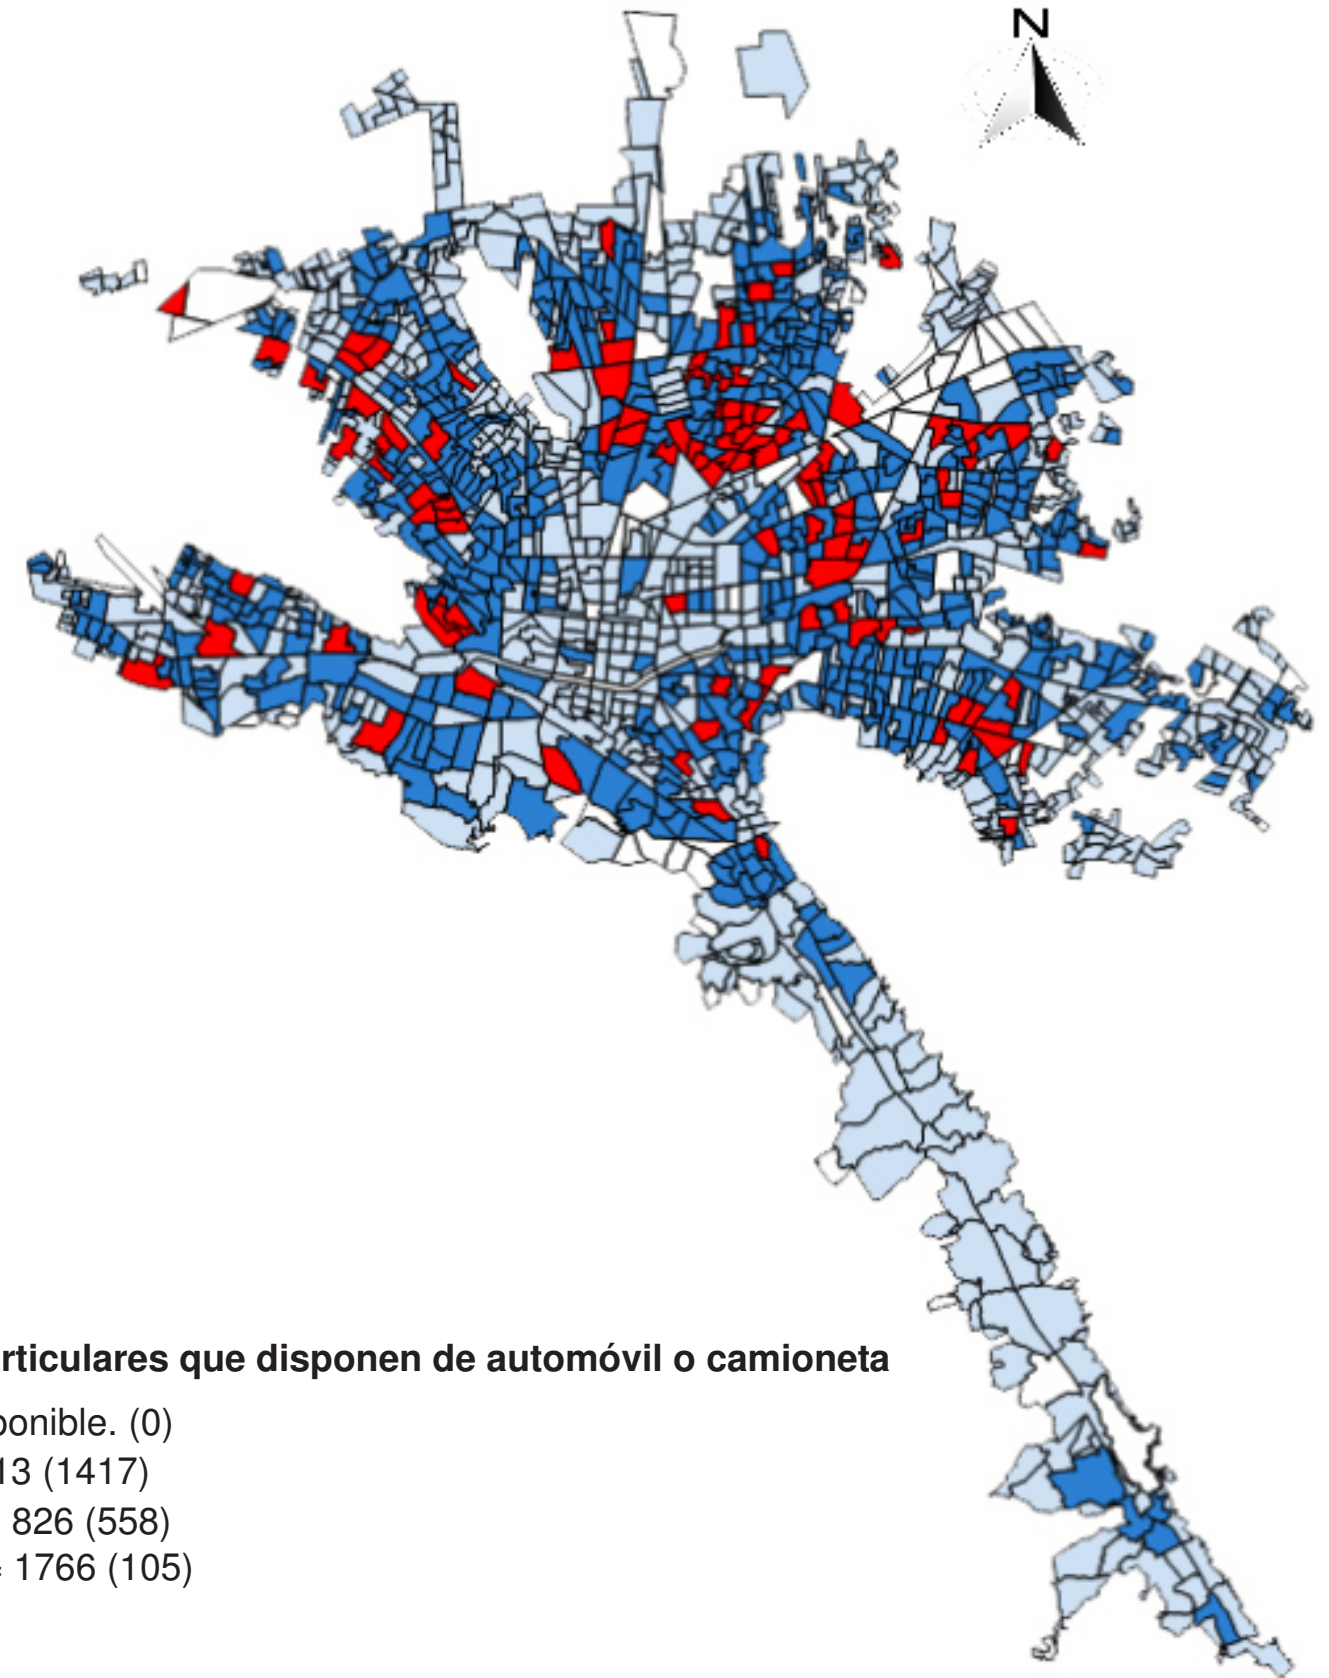 N
rticulares que disponen de automóvil o camioneta
ponible. (0)
13 (1417)
826 (558)
1766 (105)